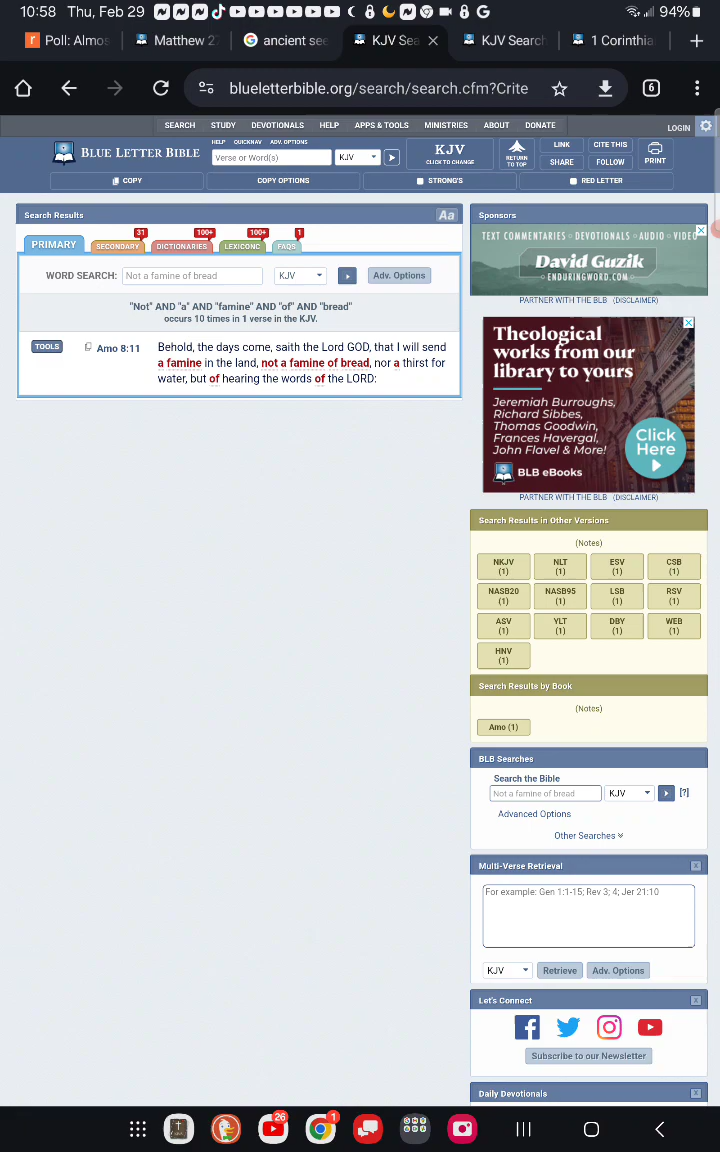 10:58 Thu, Feb 29 94%
Poll: Almos
Matthew 2
ancient see
KJV Sea
KJV Search
1 Corinthia
blueletterbible.org/search/search.cfm?Crite
6
SEARCH STUDY DEVOTIONALS HELP APPS & TOOLS MINISTRIES ABOUT DONATE LOGIN
BLUE LETTER BIBLE
HELP QUICKNAV ADV. OPTIONS
Verse or Word(s) KJV
KJV
CLICK TO CHANGE
RETURN
TO TOP
LINK CITE THIS
SHARE FOLLOW
PRINT
COPY COPY OPTIONS STRONG'S RED LETTER
Search Results Aa
31 100+ 100+ 1
PRIMARY SECONDARY DICTIONARIES LEXICONC FAQS
WORD SEARCH: Not a famine of bread KJV Adv. Options
"Not" AND "a" AND "famine" AND "of" AND "bread"
occurs 10 times in 1 verse in the KJV.
TOOLS Amo 8:11 Behold, the days come, saith the Lord GOD, that I will send
a famine in the land, not a famine of bread, nor a thirst for
water, but of hearing the words of the LORD:
Sponsors
TEXT COMMENTARIES DEVOTIONALS AUDIO VIDEO
David Guzik
ENDURINGWORD.COM
PARTNER WITH THE BLB (DISCLAIMER)
Theological
works from our
library to yours
Jeremiah Burroughs,
Richard Sibbes,
Thomas Goodwin,
Frances Havergal,
John Flavel & More!
Click
Here
BLB eBooks
PARTNER WITH THE BLB (DISCLAIMER)
Search Results in Other Versions
(Notes)
NKJV NLT ESV CSB
(1) (1) (1) (1)
NASB20 NASB95 LSB RSV
(1) (1) (1) (1)
ASV YLT DBY WEB
(1) (1) (1) (1)
HNV
(1)
Search Results by Book
(Notes)
Amo (1)
BLB Searches
Search the Bible
Not a famine of bread KJV [?]
Advanced Options
Other Searches
Multi-Verse Retrieval x
For example: Gen 1:1-15; Rev 3; 4; Jer 21:10
KJV Retrieve Adv. Options
Let's Connect x
Subscribe to our Newsletter
Daily Devotionals x
26 1